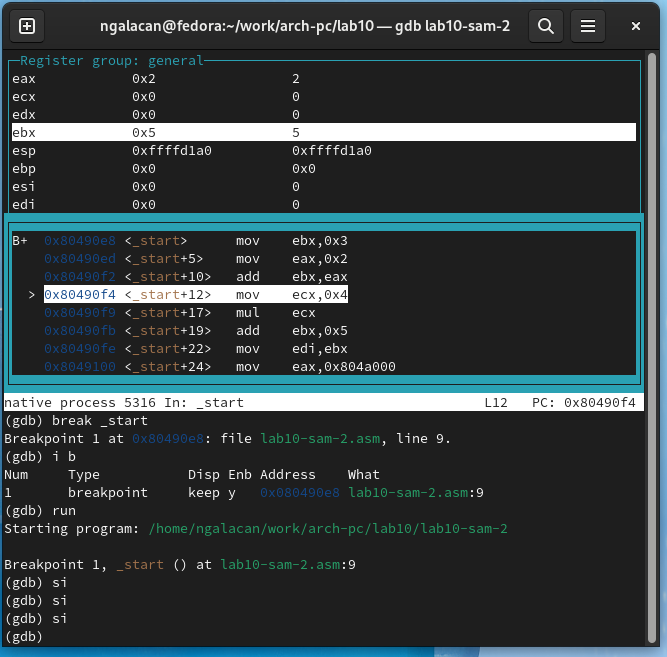 ngalacan@fedora:~/work/arch-pc/lab10 — gdb lab10-sam-2
Register group: general
eax 0x2 2
ecx 0x0 0
edx 0x0 0
ebx 0x5 5
esp 0xffffd1a0 0xffffd1a0
ebp 0x0 0x0
esi 0x0 0
edi 0x0 0
B+ 0x80490e8 <_start> mov ebx,0x3
0x80490ed <_start+5> mov eax,0x2
0x80490f2 <_start+10> add ebx,eax
> 0x80490f4 <_start+12> mov ecx,0x4
0x80490f9 <_start+17> mul ecx
0x80490fb <_start+19> add ebx,0x5
0x80490fe <_start+22> mov edi,ebx
0x8049100 <_start+24> mov eax,0x804a000
native process 5316 In: _start L12 PC: 0x80490f4
(gdb) break _start
Breakpoint 1 at 0x80490e8: file lab10-sam-2.asm, line 9.
(gdb) i b
Num Type Disp Enb Address What
1 breakpoint keep y 0x080490e8 lab10-sam-2.asm:9
(gdb) run
Starting program: /home/ngalacan/work/arch-pc/lab10/lab10-sam-2
Breakpoint 1, _start () at lab10-sam-2.asm:9
(gdb) si
(gdb) si
(gdb) si
(gdb)